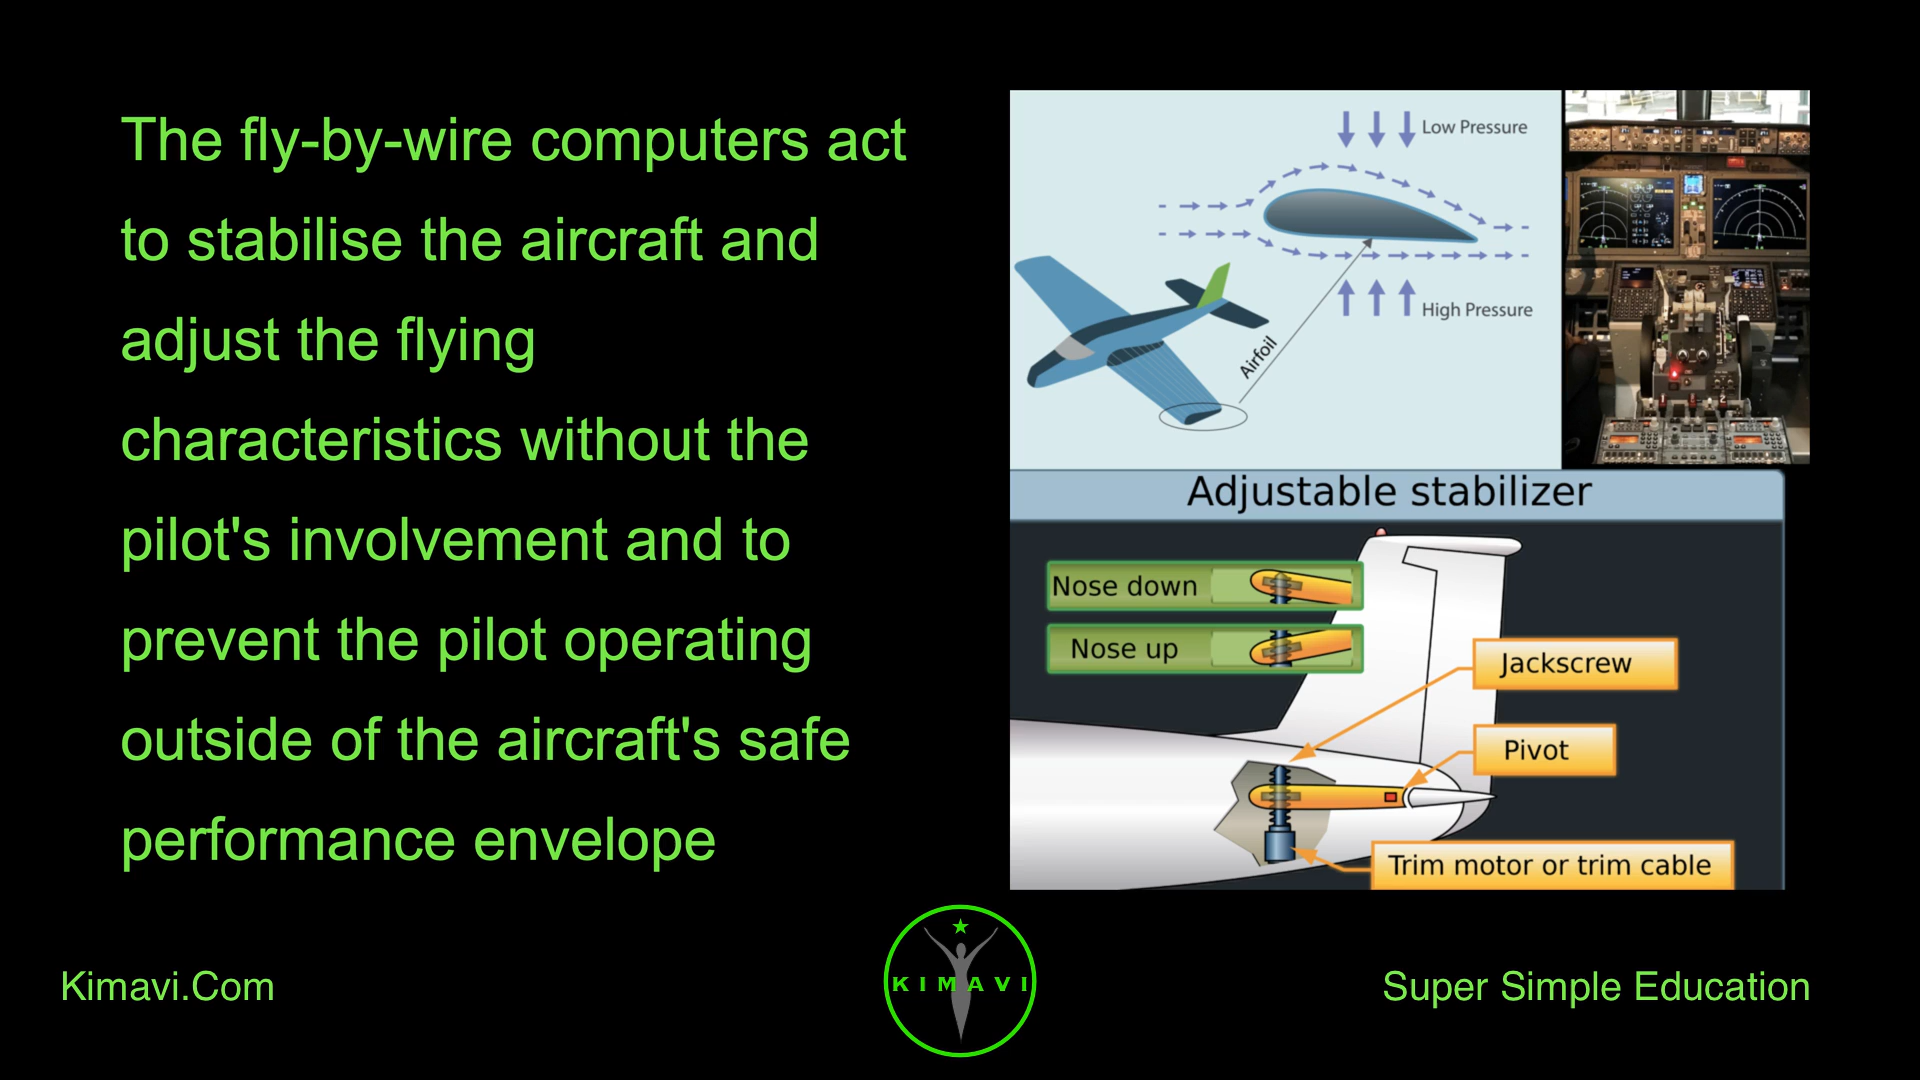 The fly-by-wire computers act
to stabilise the aircraft and
adjust the flying
characteristics without the
pilot's involvement and to
prevent the pilot operating
outside of the aircraft's safe
performance envelope
Low Pressure
High Pressure
Airfoil
Adjustable stabilizer
Nose down
Nose up
Jackscrew
Pivot
Trim motor or trim cable
Kimavi.Com
KIMAVI
Super Simple Education